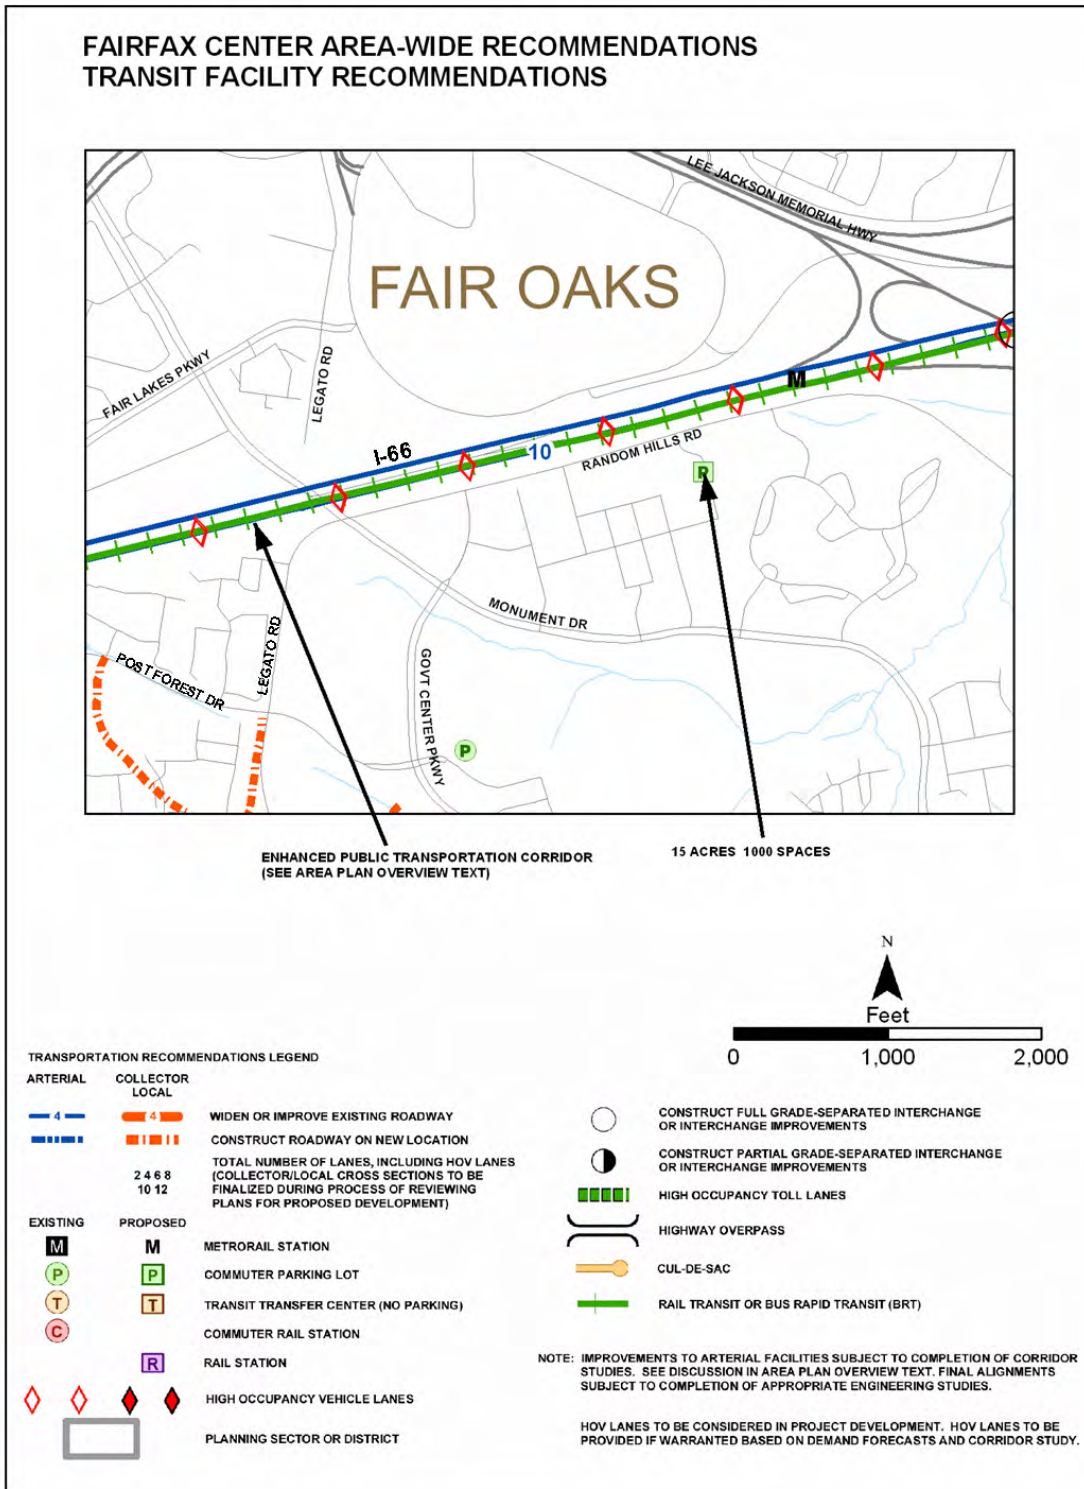 FAIRFAX CENTER AREA-WIDE RECOMMENDATIONS
TRANSIT FACILITY RECOMMENDATIONS
LEE JACKSON MEMORIAL HWY
FAIR OAKS
FAIR LAKES PKWY
LEGATO RD
I-66
10
M
RANDOM HILLS RD
P
MONUMENT DR
LEGATO RD
POST FOREST DR
GOVT CENTER PKWY
P
ENHANCED PUBLIC TRANSPORTATION CORRIDOR
(SEE AREA PLAN OVERVIEW TEXT)
15 ACRES 1000 SPACES
N
Feet
0 1,000 2,000
TRANSPORTATION RECOMMENDATIONS LEGEND
ARTERIAL COLLECTOR
LOCAL
4 4 WIDEN OR IMPROVE EXISTING ROADWAY
CONSTRUCT ROADWAY ON NEW LOCATION
2 4 6 8
10 12
TOTAL NUMBER OF LANES, INCLUDING HOV LANES
(COLLECTOR/LOCAL CROSS SECTIONS TO BE
FINALIZED DURING PROCESS OF REVIEWING
PLANS FOR PROPOSED DEVELOPMENT)
EXISTING PROPOSED
M M METRORAIL STATION
P P COMMUTER PARKING LOT
T T TRANSIT TRANSFER CENTER (NO PARKING)
C COMMUTER RAIL STATION
R RAIL STATION
HIGH OCCUPANCY VEHICLE LANES
PLANNING SECTOR OR DISTRICT
CONSTRUCT FULL GRADE-SEPARATED INTERCHANGE
OR INTERCHANGE IMPROVEMENTS
CONSTRUCT PARTIAL GRADE-SEPARATED INTERCHANGE
OR INTERCHANGE IMPROVEMENTS
HIGH OCCUPANCY TOLL LANES
HIGHWAY OVERPASS
CUL-DE-SAC
RAIL TRANSIT OR BUS RAPID TRANSIT (BRT)
NOTE: IMPROVEMENTS TO ARTERIAL FACILITIES SUBJECT TO COMPLETION OF CORRIDOR
STUDIES. SEE DISCUSSION IN AREA PLAN OVERVIEW TEXT. FINAL ALIGNMENTS
SUBJECT TO COMPLETION OF APPROPRIATE ENGINEERING STUDIES.
HOV LANES TO BE CONSIDERED IN PROJECT DEVELOPMENT. HOV LANES TO BE
PROVIDED IF WARRANTED BASED ON DEMAND FORECASTS AND CORRIDOR STUDY.